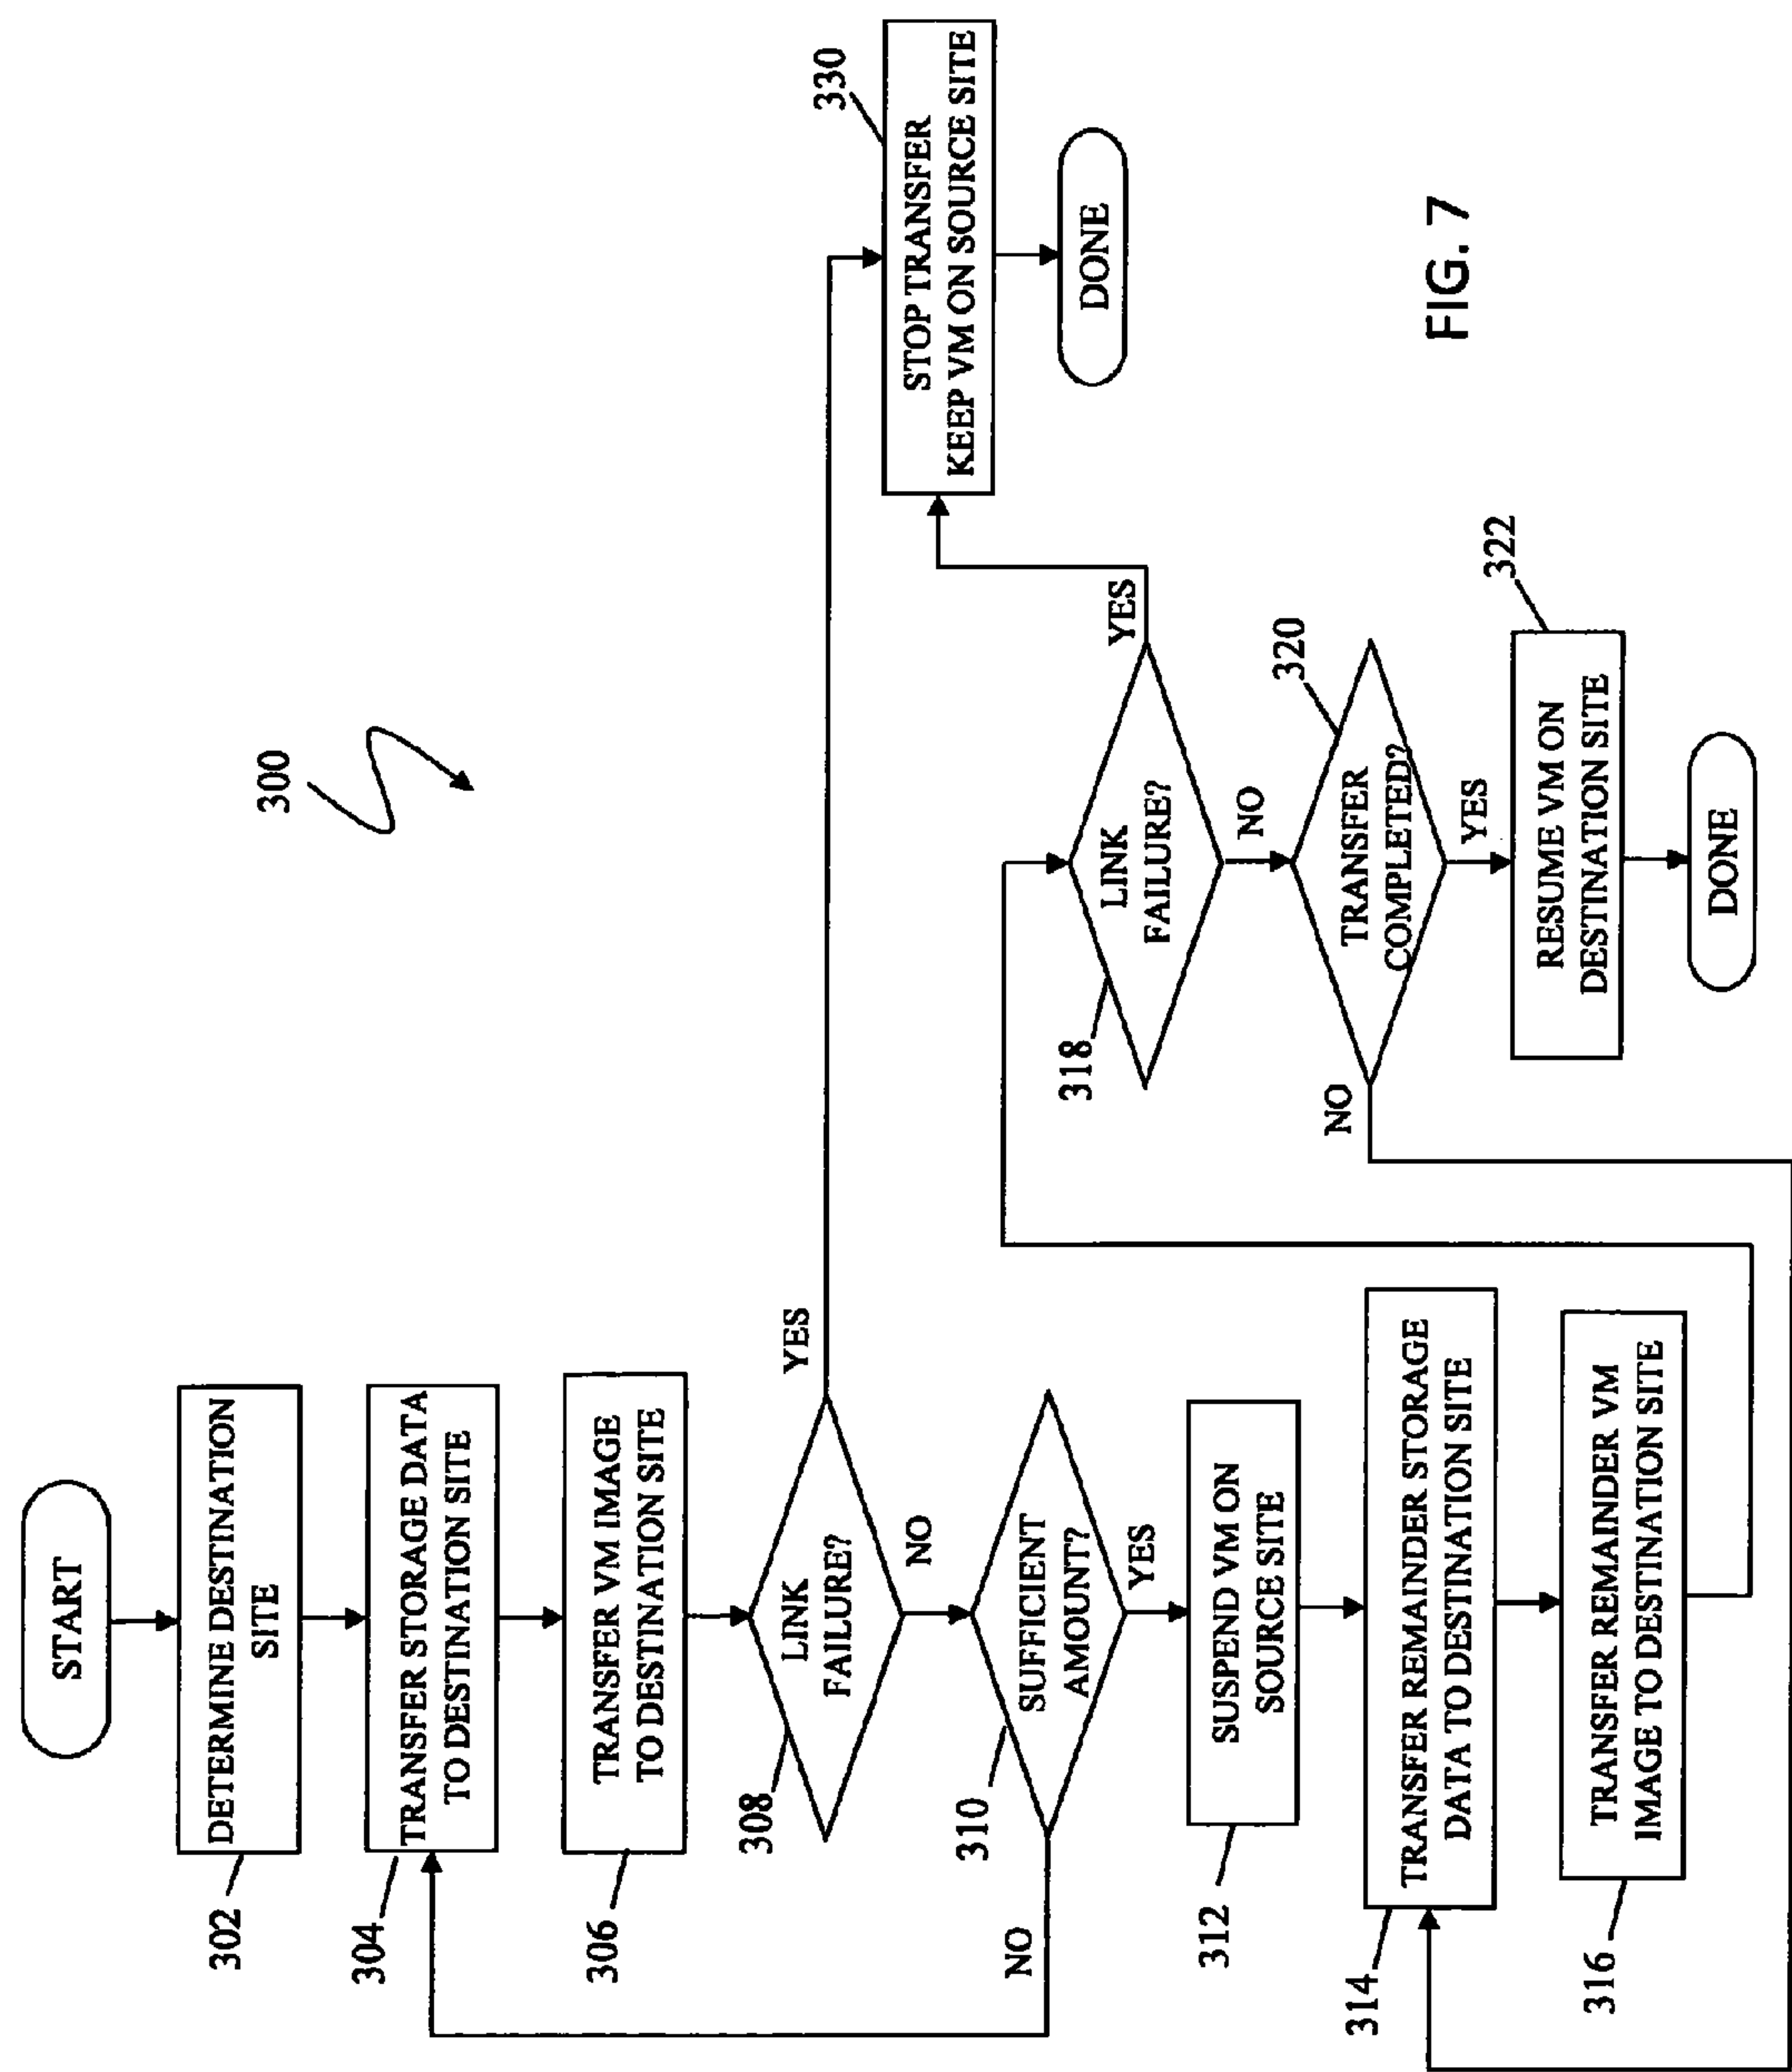 300
START
302
DETERMINE DESTINATION
SITE
304
TRANSFER STORAGE DATA
TO DESTINATION SITE
306
TRANSFER VM IMAGE
TO DESTINATION SITE
308
LINK
FAILURE?
YES
NO
310
SUFFICIENT
AMOUNT?
NO
YES
312
SUSPEND VM ON
SOURCE SITE
314
TRANSFER REMAINDER STORAGE
DATA TO DESTINATION SITE
316
TRANSFER REMAINDER VM
IMAGE TO DESTINATION SITE
318
LINK
FAILURE?
YES
NO
320
TRANSFER
COMPLETED?
NO
YES
322
RESUME VM ON
DESTINATION SITE
DONE
330
STOP TRANSFER
KEEP VM ON SOURCE SITE
DONE
FIG. 7